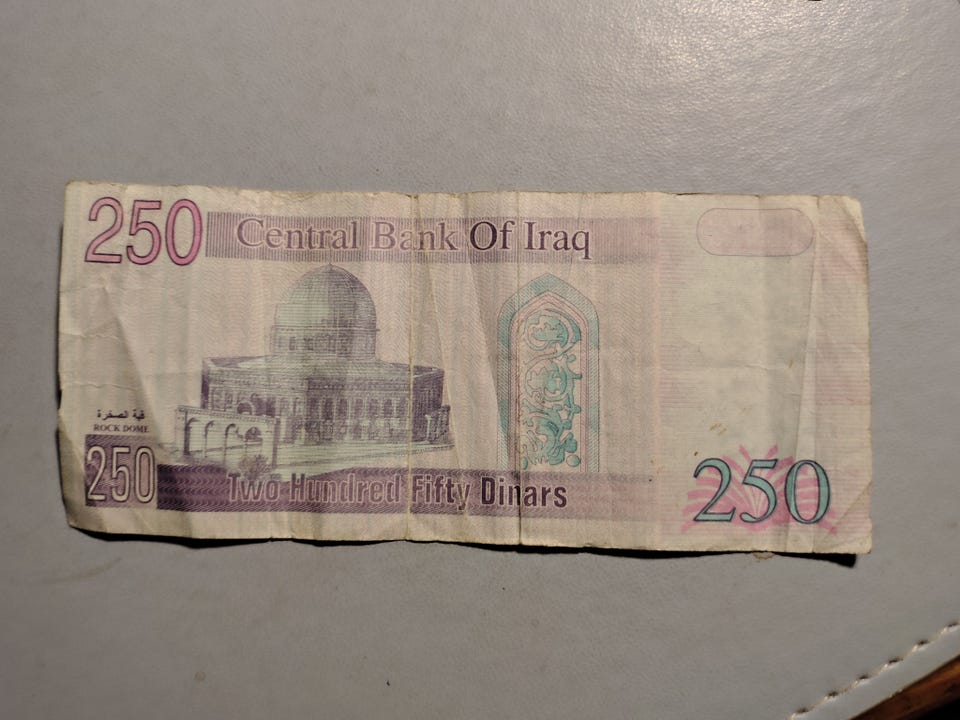 250
Central Bank Of Iraq
قبة الصخرة
ROCK DOME
250
Two Hundred Fifty Dinars
250